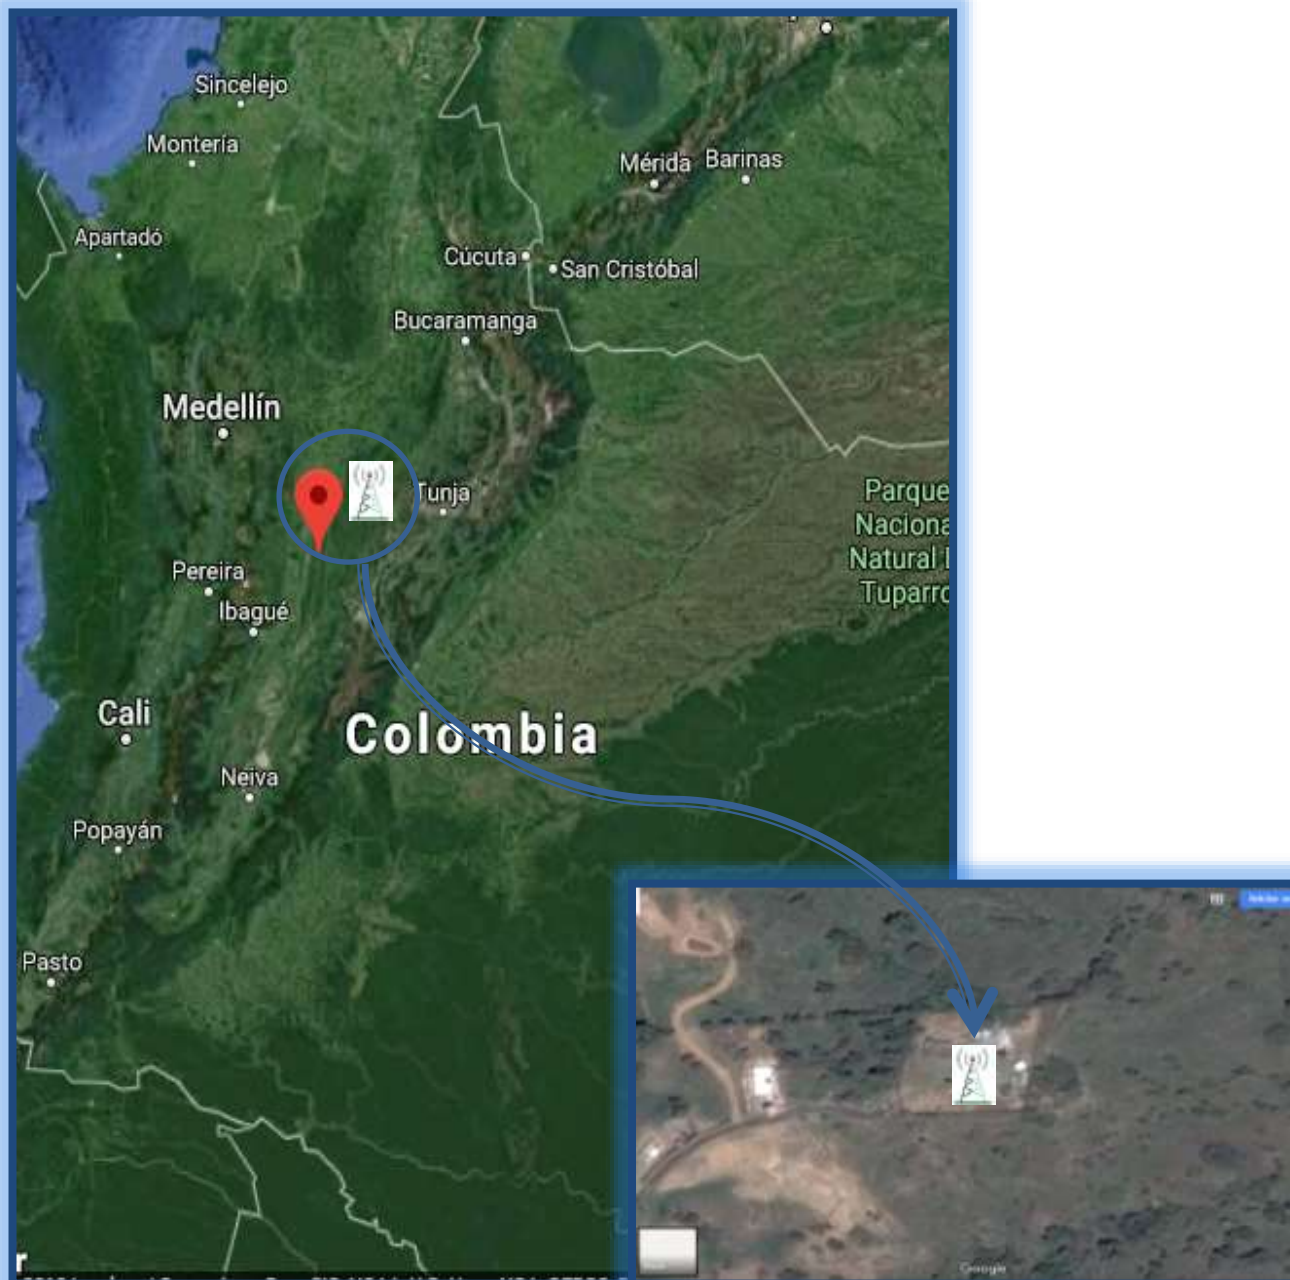 Sincelejo
Montería
Mérida
Barinas
Apartadó
Cúcuta
San Cristóbal
Bucaramanga
Medellín
Tunja
Parque
Naciona
Natural
Tuparro
Pereira
Ibagué
Cali
Colombia
Neiva
Popayán
Pasto
r
Google